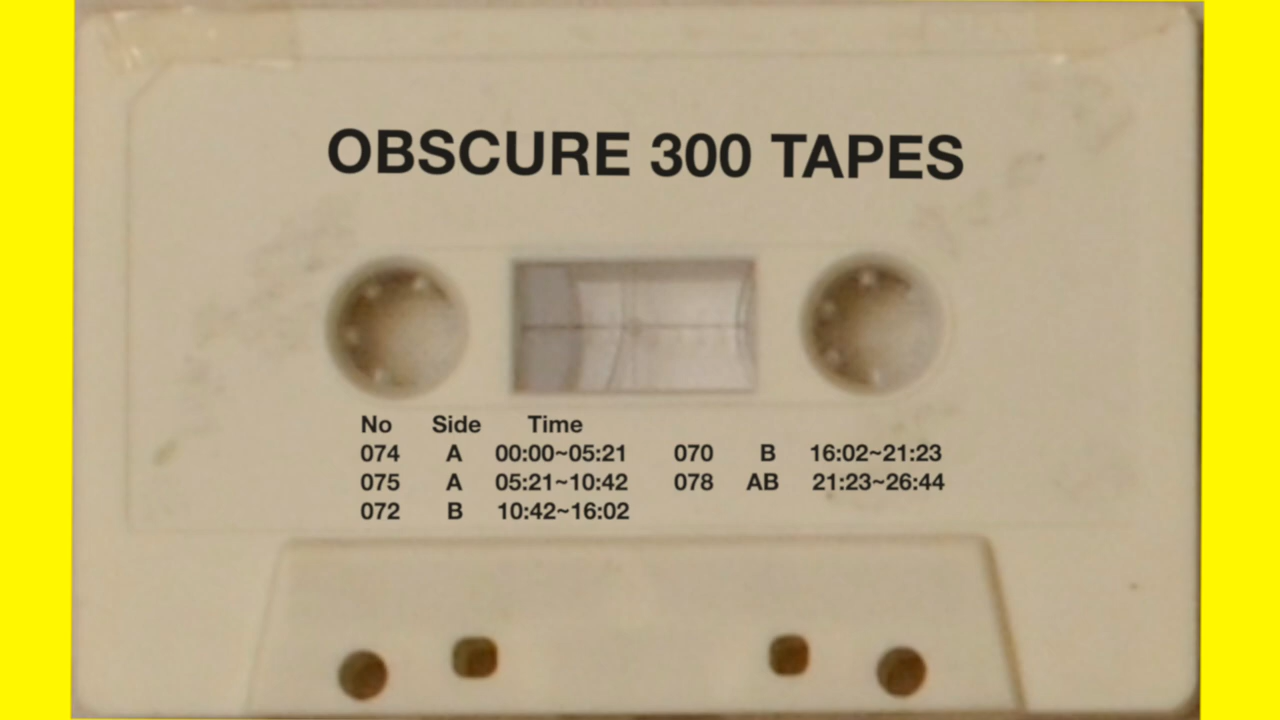 OBSCURE 300 TAPES
No Side Time
074 A 00:00~05:21 070 B 16:02~21:23
075 A 05:21~10:42 078 AB 21:23~26:44
072 B 10:42~16:02